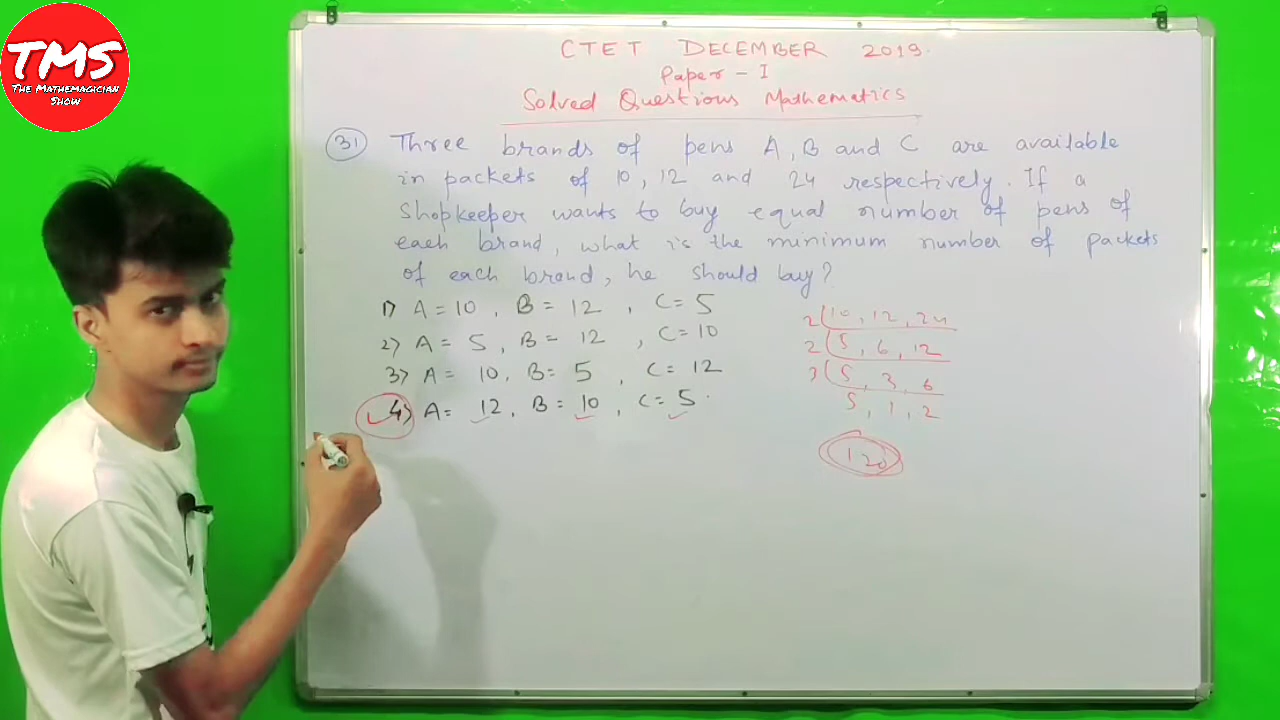 TMS
THE MATHEMAGICIAN
SHOW
CTET DECEMBER 2019.
Paper - I
Solved Questions Mathematics
31 Three brands of pens A, B and C are available
in packets of 10, 12 and 24 respectively. If a
Shopkeeper wants to buy equal number of pens of
each brand, what is the minimum number of packets
of each brand, he should buy?
1) A = 10, B = 12, C = 5
2) A = 5, B = 12, C = 10
3) A = 10, B = 5, C = 12
4) A = 12, B = 10, C = 5.
2 10, 12, 24
2 5, 6, 12
3 5, 3, 6
5, 1, 2
120